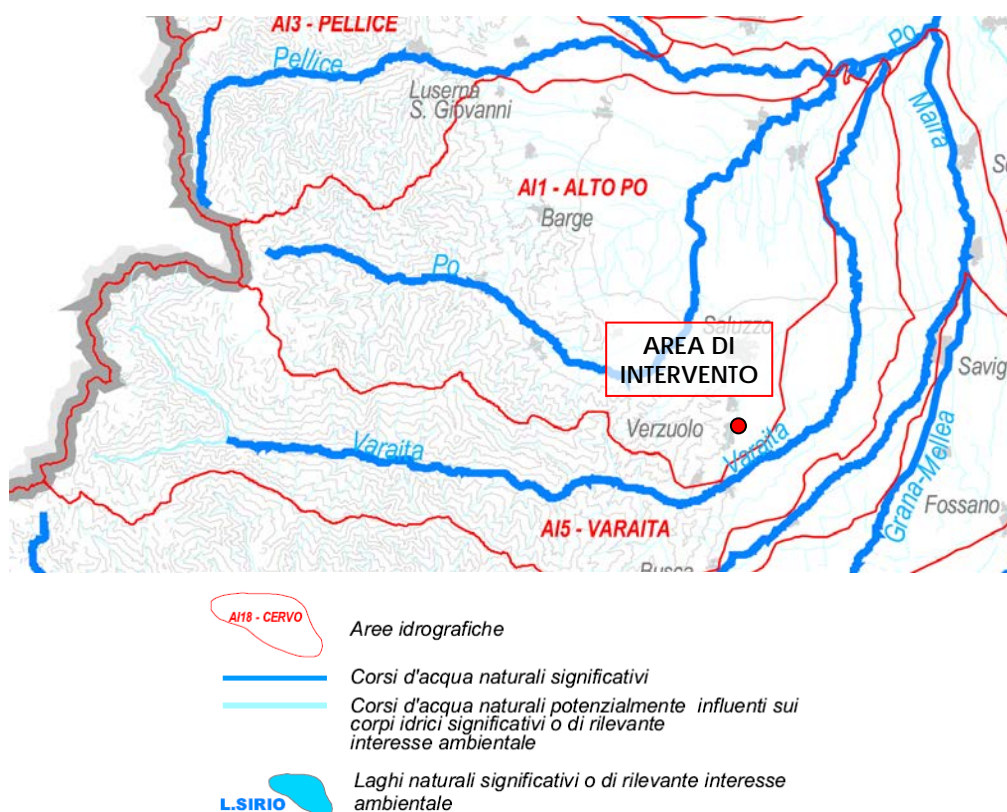 AI3 - PELLICE
Po
Pellice
Luserna
S. Giovanni
Maira
AI1 - ALTO PO
Barge
Po
Saluzzo
AREA DI
INTERVENTO
Savig
Verzuolo
Varaita
Varaita
Grana-Mellea
Fossano
AI5 - VARAITA
Busca
AI18 - CERVO
Aree idrografiche
Corsi d'acqua naturali significativi
Corsi d'acqua naturali potenzialmente influenti sui
corpi idrici significativi o di rilevante
interesse ambientale
Laghi naturali significativi o di rilevante interesse
ambientale
L.SIRIO